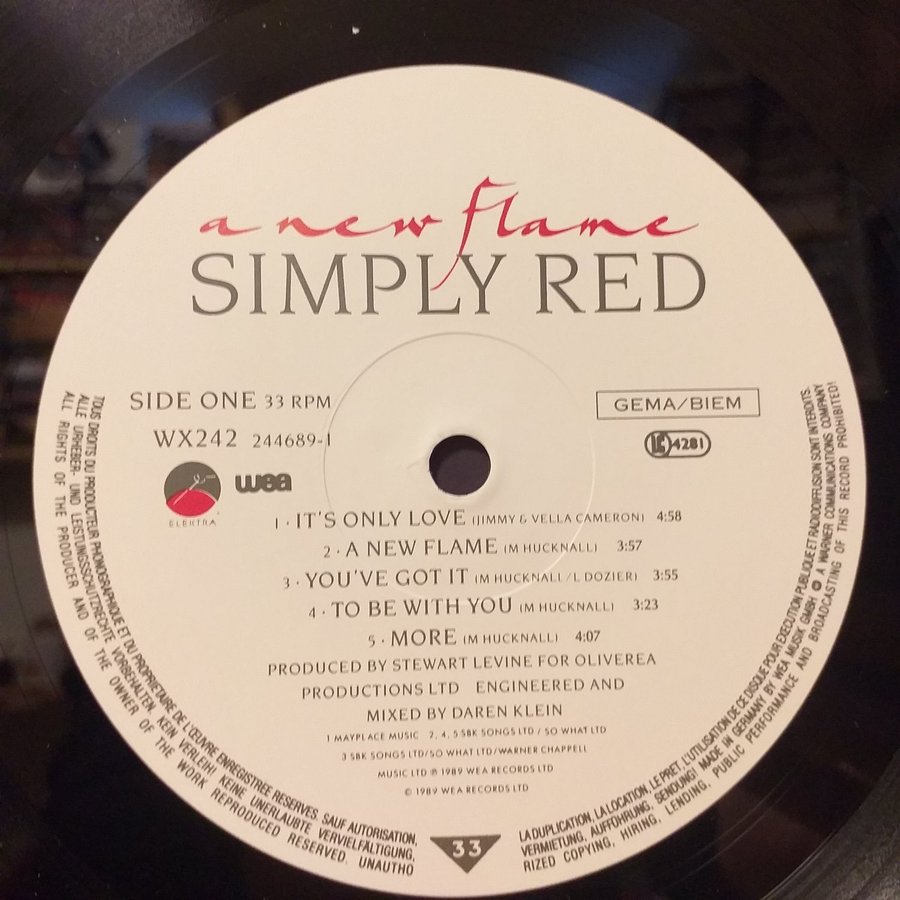 a new flame
SIMPLY RED
SIDE ONE 33 RPM
GEMA/BIEM
WX242 244689-1
LC 4281
ELEKTRA
wea
1 · IT'S ONLY LOVE (JIMMY & VELLA CAMERON) 4:58
2 · A NEW FLAME (M HUCKNALL) 3:57
3 · YOU'VE GOT IT (M HUCKNALL/L DOZIER) 3:55
4 · TO BE WITH YOU (M HUCKNALL) 3:23
5 · MORE (M HUCKNALL) 4:07
PRODUCED BY STEWART LEVINE FOR OLIVEREA
PRODUCTIONS LTD ENGINEERED AND
MIXED BY DAREN KLEIN
1 MAYPLACE MUSIC 2, 4, 5 SBK SONGS LTD / SO WHAT LTD
3 SBK SONGS LTD/SO WHAT LTD/WARNER CHAPPELL
MUSIC LTD ℗ 1989 WEA RECORDS LTD
© 1989 WEA RECORDS LTD
33
TOUS DROITS DU PRODUCTEUR PHONOGRAPHIQUE ET DU PROPRIETAIRE DE L'ŒUVRE ENREGISTREE RESERVES. SAUF AUTORISATION,
LA DUPLICATION, LA LOCATION, LE PRET, L'UTILISATION DE CE DISQUE POUR EXECUTION PUBLIQUE ET RADIODIFFUSION SONT INTERDITS.
ALLE URHEBER- UND LEISTUNGSSCHUTZRECHTE VORBEHALTEN. KEIN VERLEIH! KEINE UNERLAUBTE VERVIELFÄLTIGUNG,
VERMIETUNG, AUFFÜHRUNG, SENDUNG! MADE IN GERMANY BY WEA MUSIK GMBH A WARNER COMMUNICATIONS COMPANY
ALL RIGHTS OF THE PRODUCER AND OF THE OWNER OF THE WORK REPRODUCED RESERVED. UNAUTHO
RIZED COPYING, HIRING, LENDING, PUBLIC PERFORMANCE AND BROADCASTING OF THIS RECORD PROHIBITED!